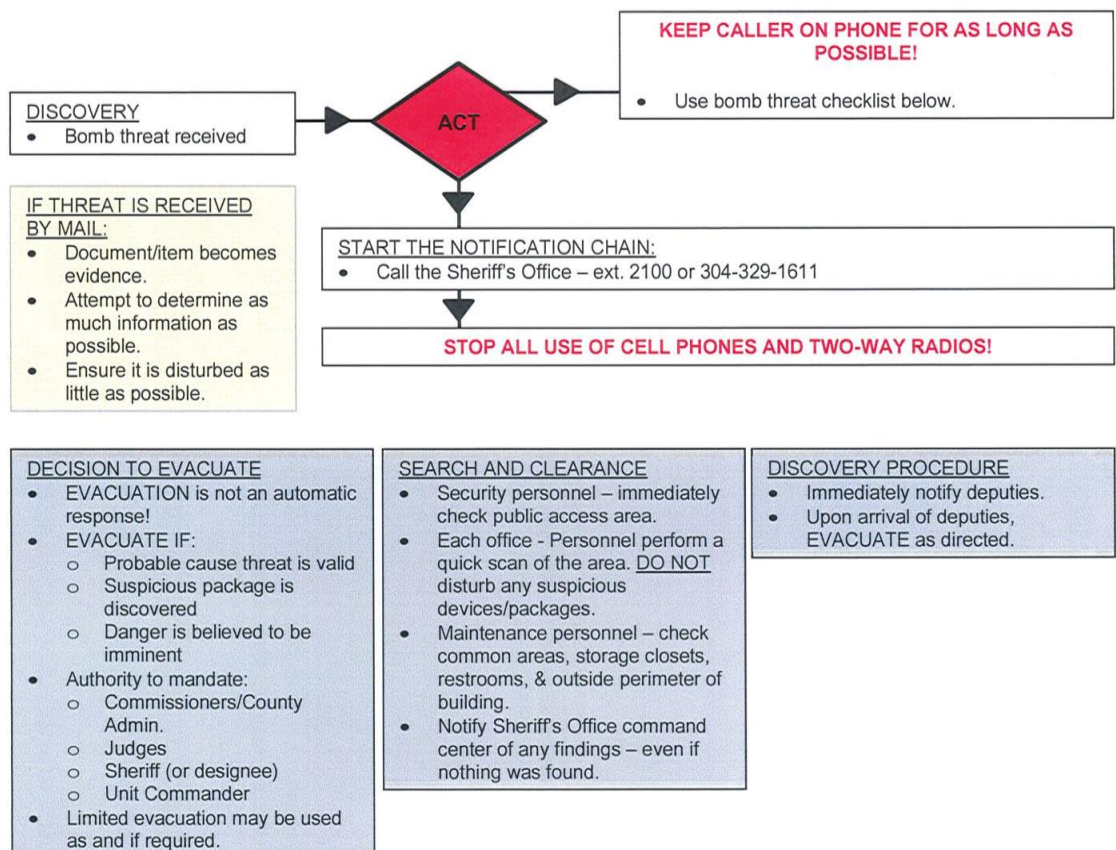 KEEP CALLER ON PHONE FOR AS LONG AS
POSSIBLE!
• Use bomb threat checklist below.
DISCOVERY
• Bomb threat received
ACT
IF THREAT IS RECEIVED
BY MAIL:
• Document/item becomes
evidence.
• Attempt to determine as
much information as
possible.
• Ensure it is disturbed as
little as possible.
START THE NOTIFICATION CHAIN:
• Call the Sheriff's Office – ext. 2100 or 304-329-1611
STOP ALL USE OF CELL PHONES AND TWO-WAY RADIOS!
DECISION TO EVACUATE
• EVACUATION is not an automatic
response!
• EVACUATE IF:
o Probable cause threat is valid
o Suspicious package is
discovered
o Danger is believed to be
imminent
• Authority to mandate:
o Commissioners/County
Admin.
o Judges
o Sheriff (or designee)
o Unit Commander
• Limited evacuation may be used
as and if required.
SEARCH AND CLEARANCE
• Security personnel – immediately
check public access area.
• Each office - Personnel perform a
quick scan of the area. DO NOT
disturb any suspicious
devices/packages.
• Maintenance personnel – check
common areas, storage closets,
restrooms, & outside perimeter of
building.
• Notify Sheriff's Office command
center of any findings – even if
nothing was found.
DISCOVERY PROCEDURE
• Immediately notify deputies.
• Upon arrival of deputies,
EVACUATE as directed.